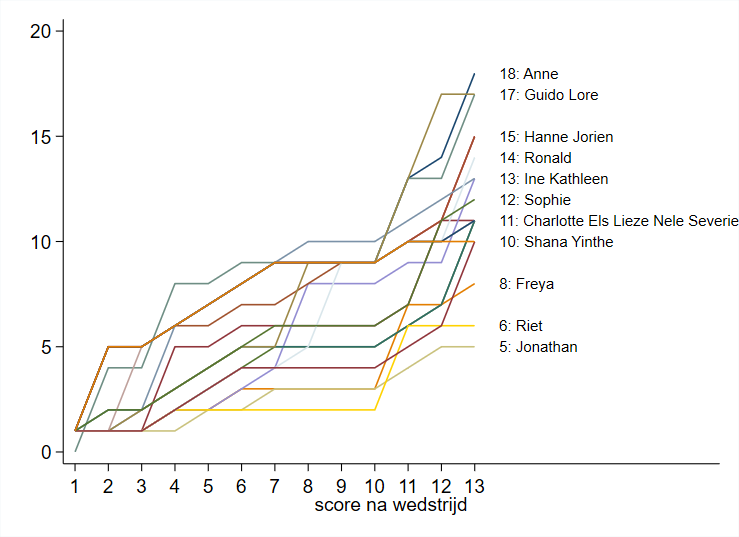 20
15
10
5
0
18: Anne
17: Guido Lore
15: Hanne Jorien
14: Ronald
13: Ine Kathleen
12: Sophie
11: Charlotte Els Lieze Nele Severie
10: Shana Yinthe
8: Freya
6: Riet
5: Jonathan
1 2 3 4 5 6 7 8 9 10 11 12 13
score na wedstrijd